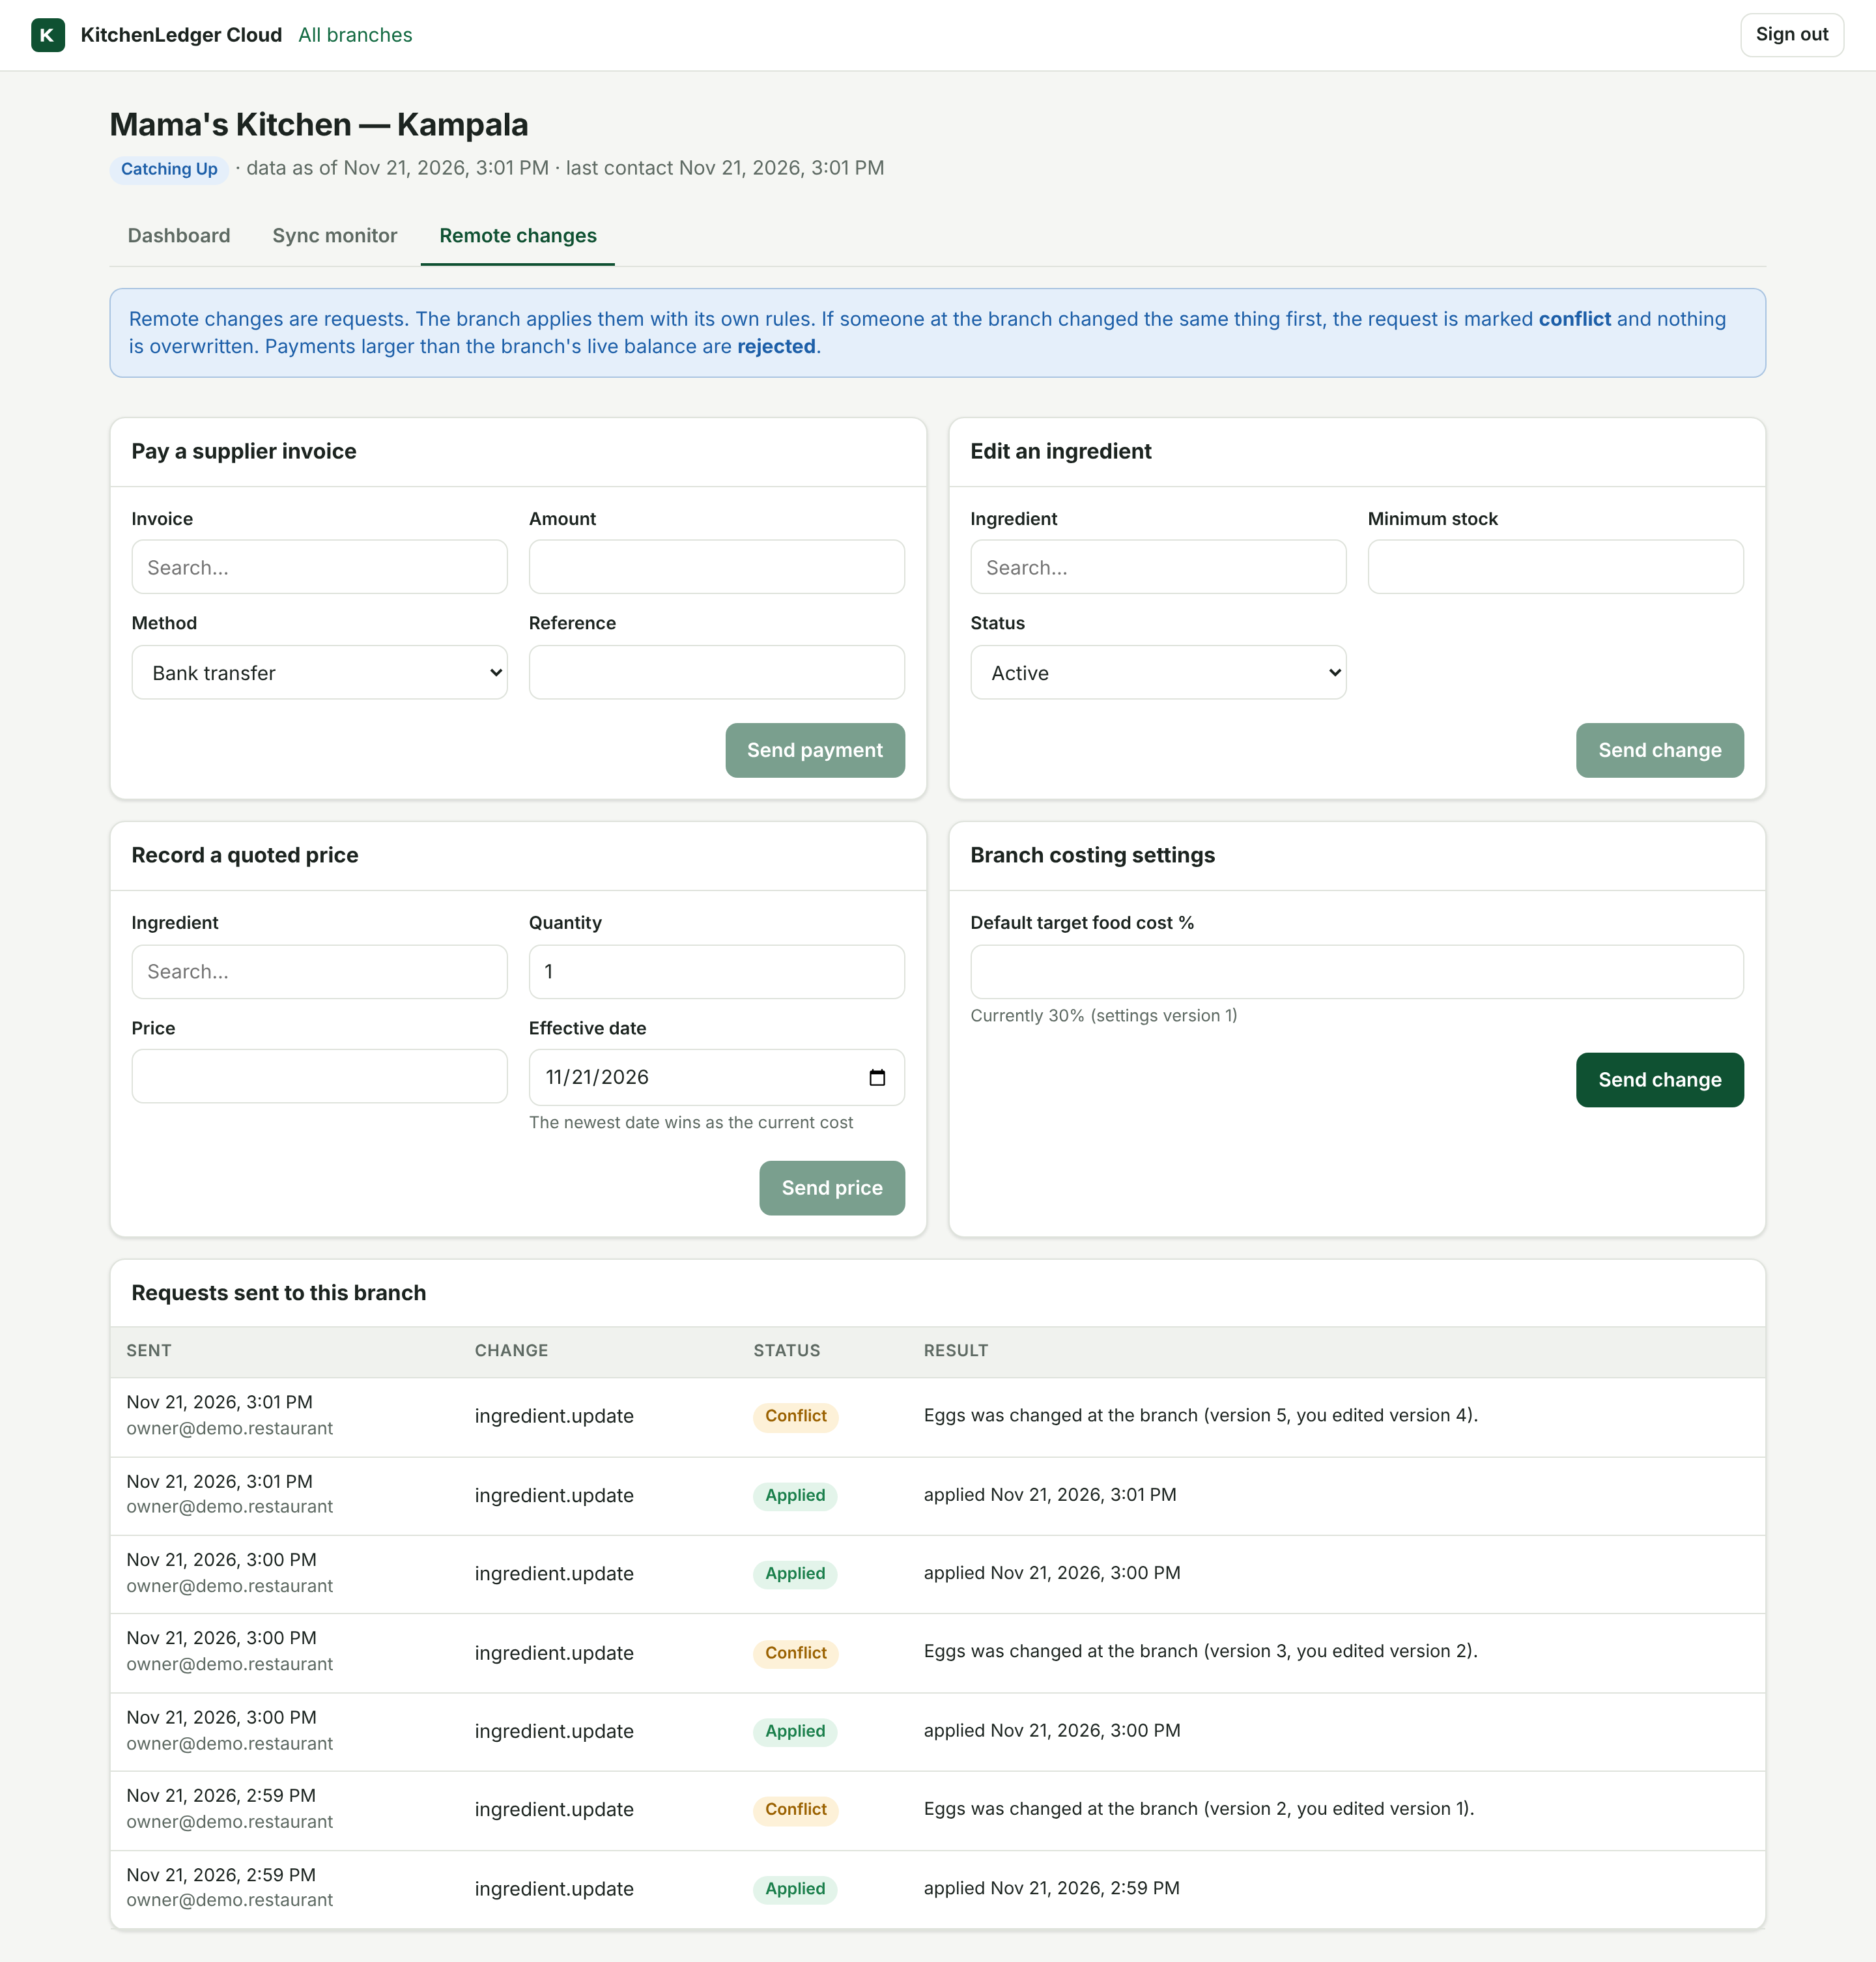 K
KitchenLedger Cloud All branches
Sign out
Mama's Kitchen — Kampala
Catching Up · data as of Nov 21, 2026, 3:01 PM · last contact Nov 21, 2026, 3:01 PM
Dashboard Sync monitor Remote changes
Remote changes are requests. The branch applies them with its own rules. If someone at the branch changed the same thing first, the request is marked conflict and nothing
is overwritten. Payments larger than the branch's live balance are rejected.
Pay a supplier invoice
Invoice Amount
Search...
Method Reference
Bank transfer
Send payment
Edit an ingredient
Ingredient Minimum stock
Search...
Status
Active
Send change
Record a quoted price
Ingredient Quantity
Search... 1
Price Effective date
11/21/2026
The newest date wins as the current cost
Send price
Branch costing settings
Default target food cost %
Currently 30% (settings version 1)
Send change
Requests sent to this branch
SENT CHANGE STATUS RESULT
Nov 21, 2026, 3:01 PM
owner@demo.restaurant
ingredient.update Conflict Eggs was changed at the branch (version 5, you edited version 4).
Nov 21, 2026, 3:01 PM
owner@demo.restaurant
ingredient.update Applied applied Nov 21, 2026, 3:01 PM
Nov 21, 2026, 3:00 PM
owner@demo.restaurant
ingredient.update Applied applied Nov 21, 2026, 3:00 PM
Nov 21, 2026, 3:00 PM
owner@demo.restaurant
ingredient.update Conflict Eggs was changed at the branch (version 3, you edited version 2).
Nov 21, 2026, 3:00 PM
owner@demo.restaurant
ingredient.update Applied applied Nov 21, 2026, 3:00 PM
Nov 21, 2026, 2:59 PM
owner@demo.restaurant
ingredient.update Conflict Eggs was changed at the branch (version 2, you edited version 1).
Nov 21, 2026, 2:59 PM
owner@demo.restaurant
ingredient.update Applied applied Nov 21, 2026, 2:59 PM